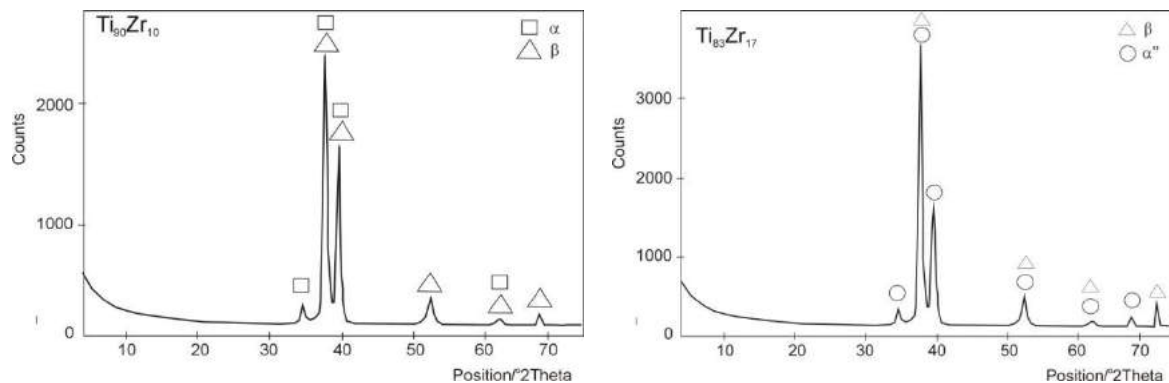 Ti₉₀Zr₁₀
α
β
2000
1000
0
Counts
10 20 30 40 50 60 70
Position/°2Theta
Ti₈₃Zr₁₇
β
α"
3000
2000
1000
0
Counts
10 20 30 40 50 60 70
Position/°2Theta